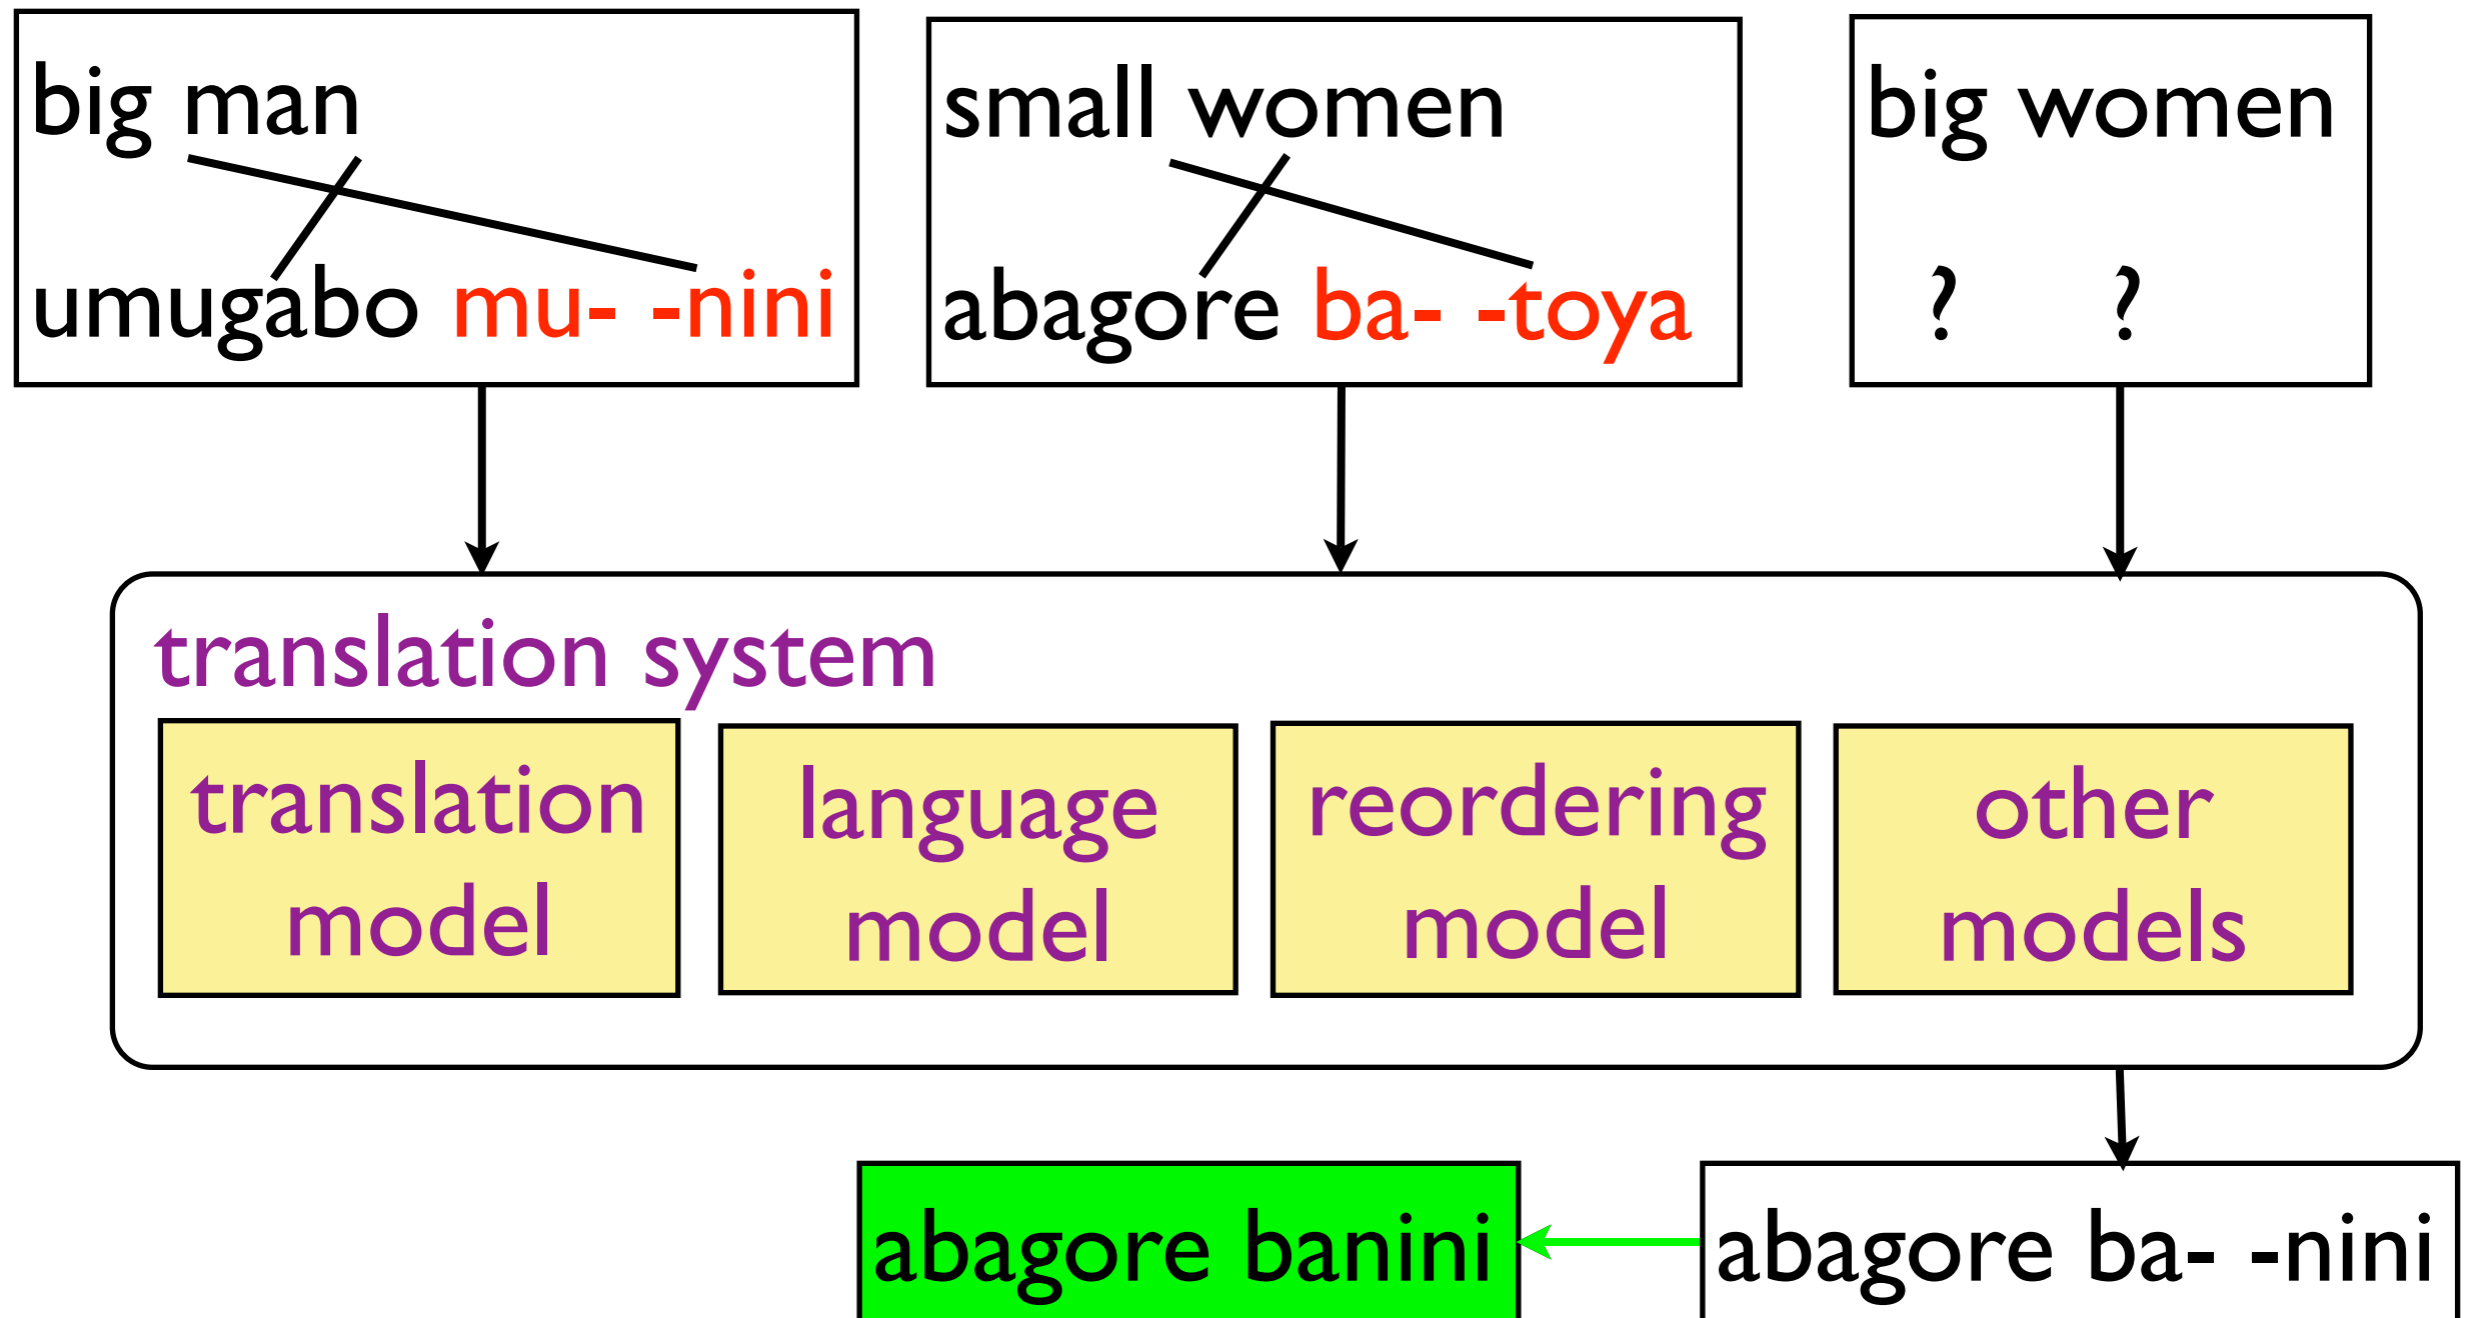 big man
umugabo mu- -nini
small women
abagore ba- -toya
big women
? ?
translation system
translation
model
language
model
reordering
model
other
models
abagore banini
abagore ba- -nini